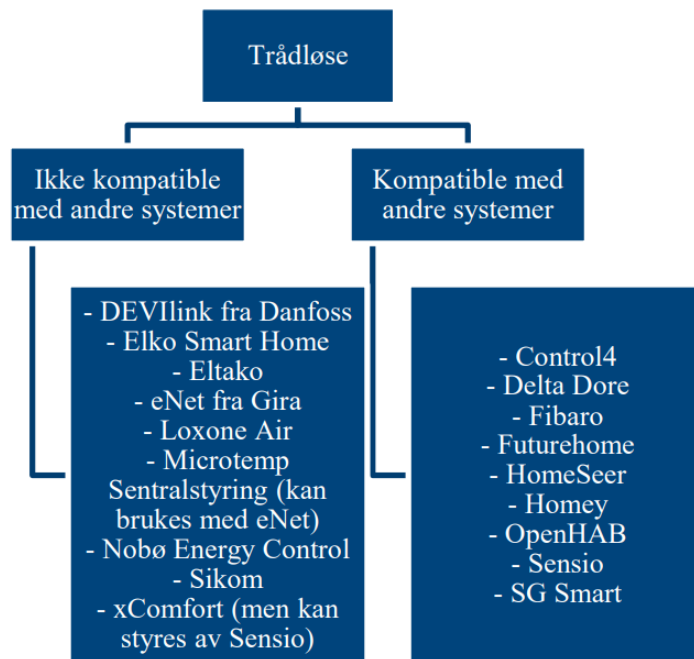 Trådløse
Ikke kompatible
med andre systemer
Kompatible med
andre systemer
- DEVIlink fra Danfoss
- Elko Smart Home
- Eltako
- eNet fra Gira
- Loxone Air
- Microtemp
Sentralstyring (kan
brukes med eNet)
- Nobø Energy Control
- Sikom
- xComfort (men kan
styres av Sensio)
- Control4
- Delta Dore
- Fibaro
- Futurehome
- HomeSeer
- Homey
- OpenHAB
- Sensio
- SG Smart